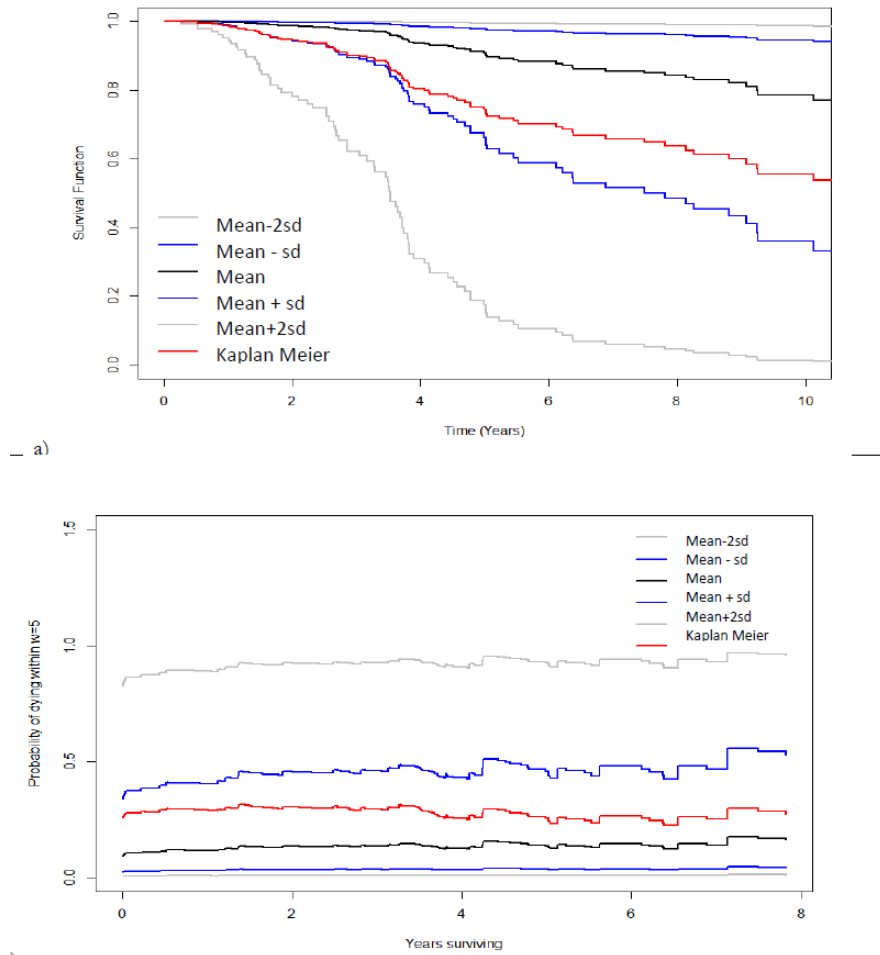 Survival Function
1.0
0.8
0.6
0.4
0.2
0.0
Mean-2sd
Mean - sd
Mean
Mean + sd
Mean+2sd
Kaplan Meier
0 2 4 6 8 10
Time (Years)
a)
Probability of dying within w=5
1.5
1.0
0.5
0.0
Mean-2sd
Mean - sd
Mean
Mean + sd
Mean+2sd
Kaplan Meier
0 2 4 6 8
Years surviving